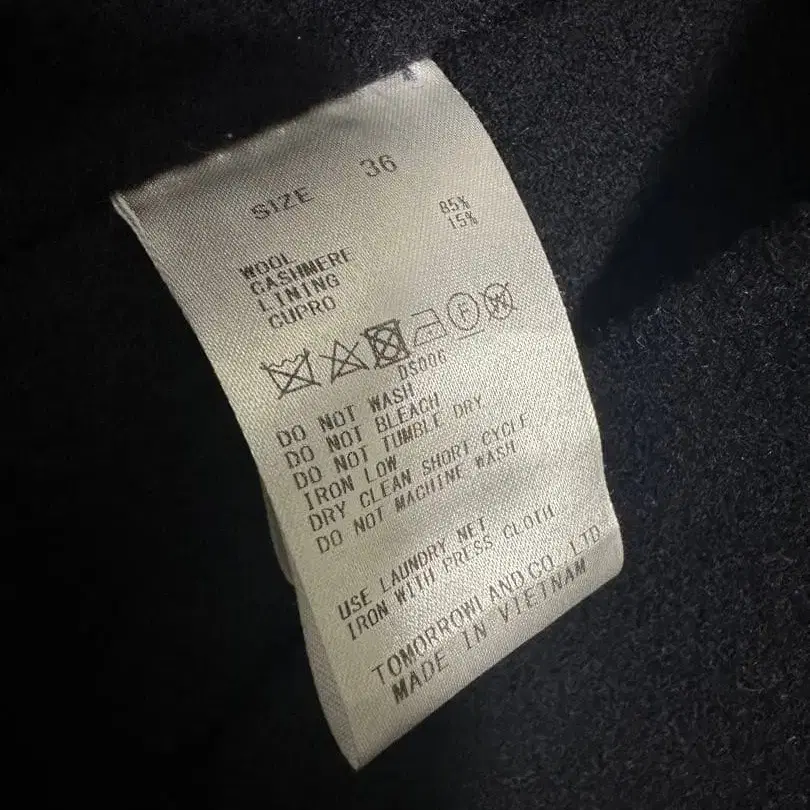 SIZE 36
WOOL 85%
CASHMERE 15%
LINING
CUPRO
F W
DS006
DO NOT WASH
DO NOT BLEACH
DO NOT TUMBLE DRY
IRON LOW
DRY CLEAN SHORT CYCLE
DO NOT MACHINE WASH
USE LAUNDRY NET
IRON WITH PRESS CLOTH
TOMORROWL AND CO., LTD.
MADE IN VIETNAM